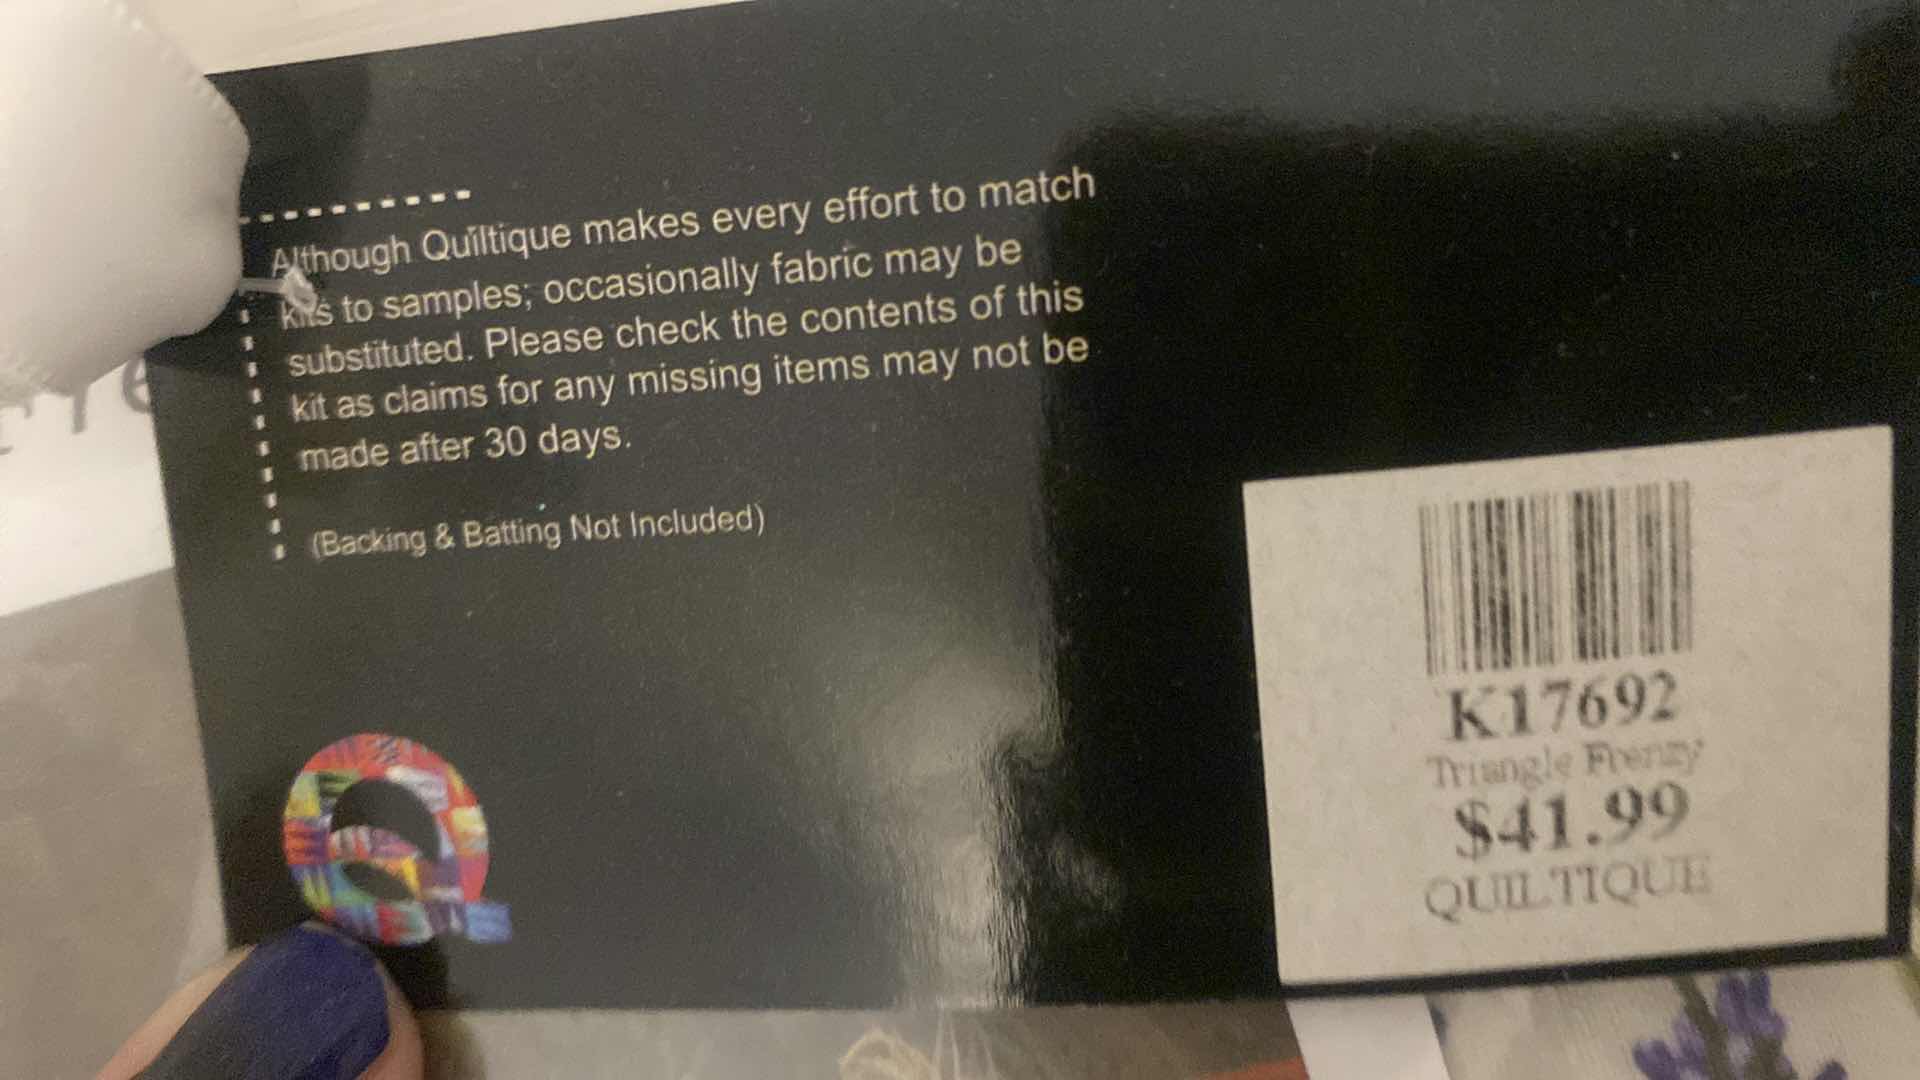 Although Quiltique makes every effort to match
kits to samples; occasionally fabric may be
substituted. Please check the contents of this
kit as claims for any missing items may not be
made after 30 days.
(Backing & Batting Not Included)
Q
K17692
Triangle Frenzy
$41.99
QUILTIQUE